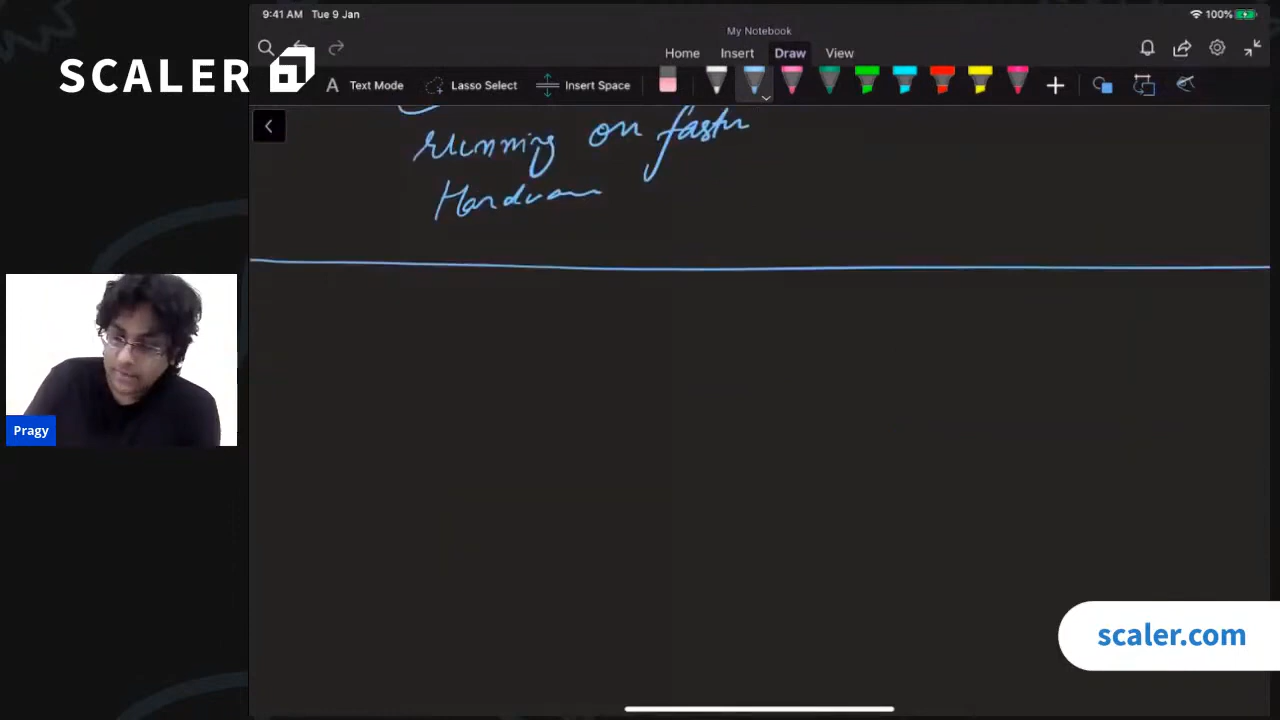 9:41 AM Tue 9 Jan
100%
My Notebook
SCALER
Home Insert Draw View
A Text Mode Lasso Select Insert Space
running on faster
Hardware
Pragy
scaler.com